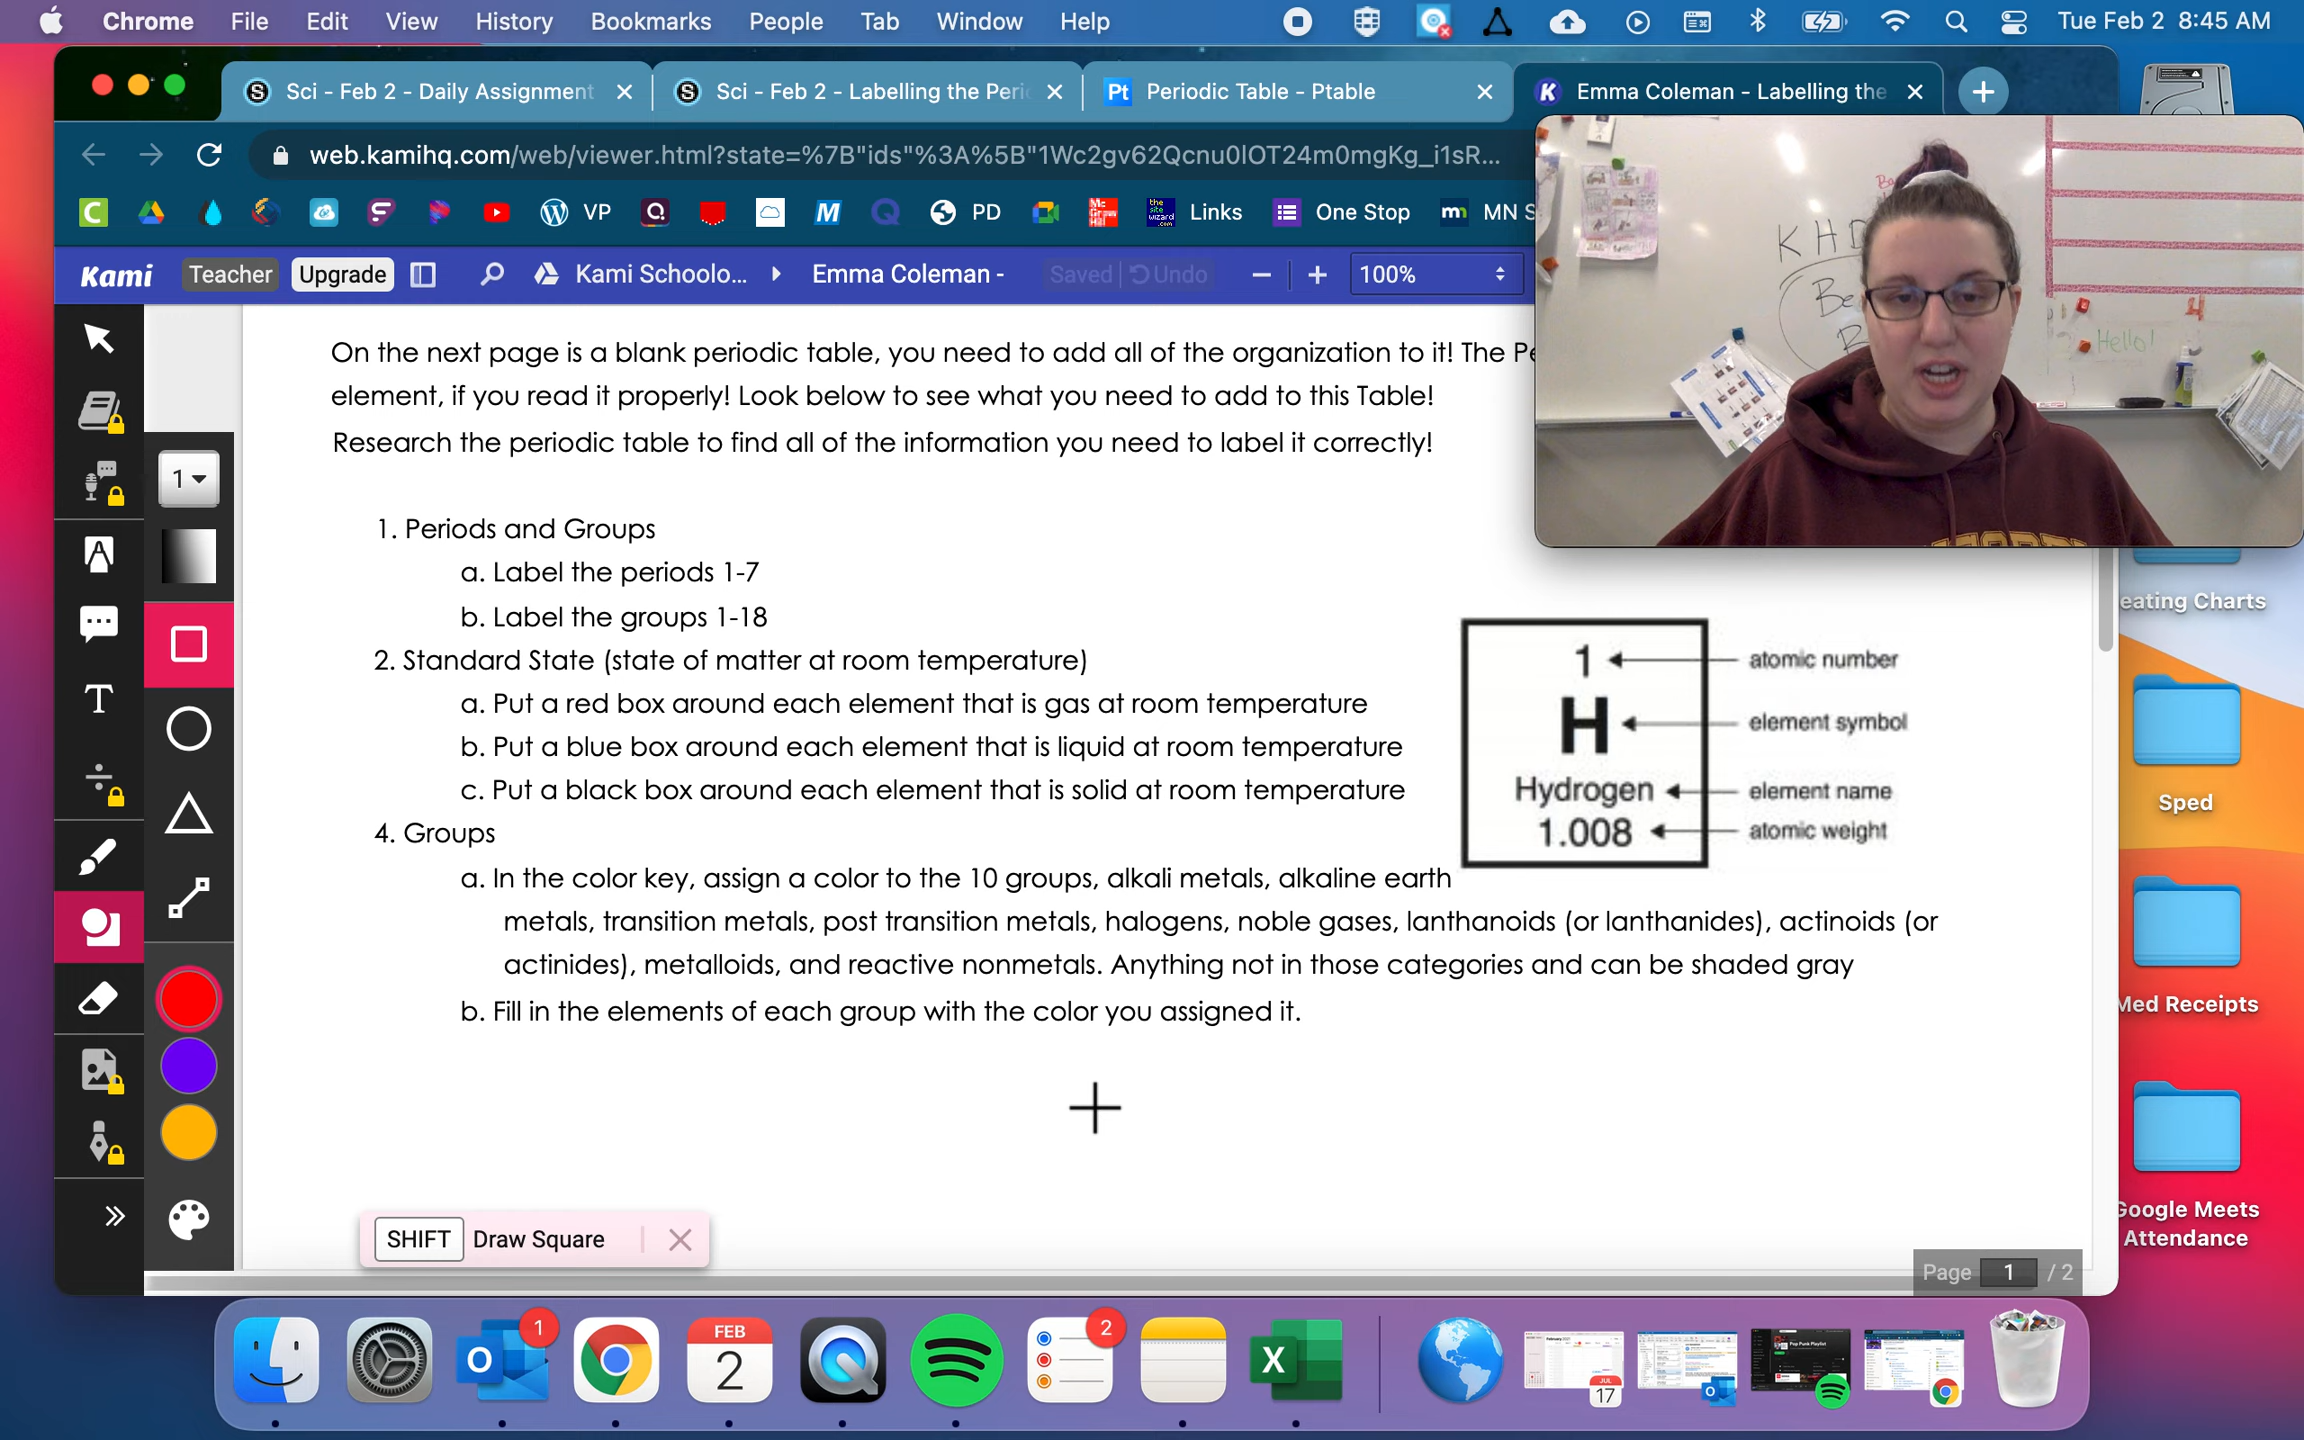 Chrome File Edit View History Bookmarks People Tab Window Help Tue Feb 2 8:45 AM
Sci - Feb 2 - Daily Assignment
Sci - Feb 2 - Labelling the Peri
Pt Periodic Table - Ptable
K Emma Coleman - Labelling the
web.kamihq.com/web/viewer.html?state=%7B"ids"%3A%5B"1Wc2gv62Qcnu0lOT24m0mgKg_i1sR...
VP PD Links One Stop MN S
Kami Teacher Upgrade Kami Schoolo... Emma Coleman - Saved Undo 100%
On the next page is a blank periodic table, you need to add all of the organization to it! The Pe
element, if you read it properly! Look below to see what you need to add to this Table!
Research the periodic table to find all of the information you need to label it correctly!
1. Periods and Groups
a. Label the periods 1-7
b. Label the groups 1-18
2. Standard State (state of matter at room temperature)
a. Put a red box around each element that is gas at room temperature
b. Put a blue box around each element that is liquid at room temperature
c. Put a black box around each element that is solid at room temperature
4. Groups
a. In the color key, assign a color to the 10 groups, alkali metals, alkaline earth
metals, transition metals, post transition metals, halogens, noble gases, lanthanoids (or lanthanides), actinoids (or
actinides), metalloids, and reactive nonmetals. Anything not in those categories and can be shaded gray
b. Fill in the elements of each group with the color you assigned it.
1 atomic number
H element symbol
Hydrogen element name
1.008 atomic weight
1
T
SHIFT Draw Square
Page 1 / 2
K H D
Be
Hello!
4
eating Charts
Sped
Med Receipts
Google Meets
Attendance
1
FEB
2
2
X
JUL
17